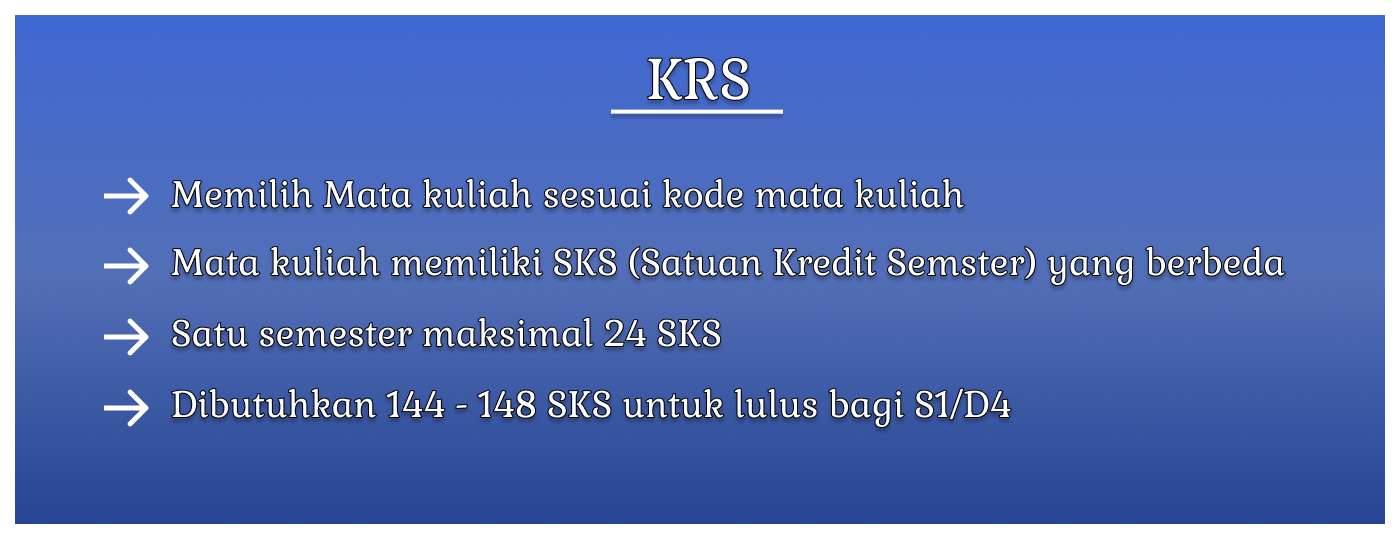 KRS
Memilih Mata kuliah sesuai kode mata kuliah
Mata kuliah memiliki SKS (Satuan Kredit Semster) yang berbeda
Satu semester maksimal 24 SKS
Dibutuhkan 144 - 148 SKS untuk lulus bagi S1/D4